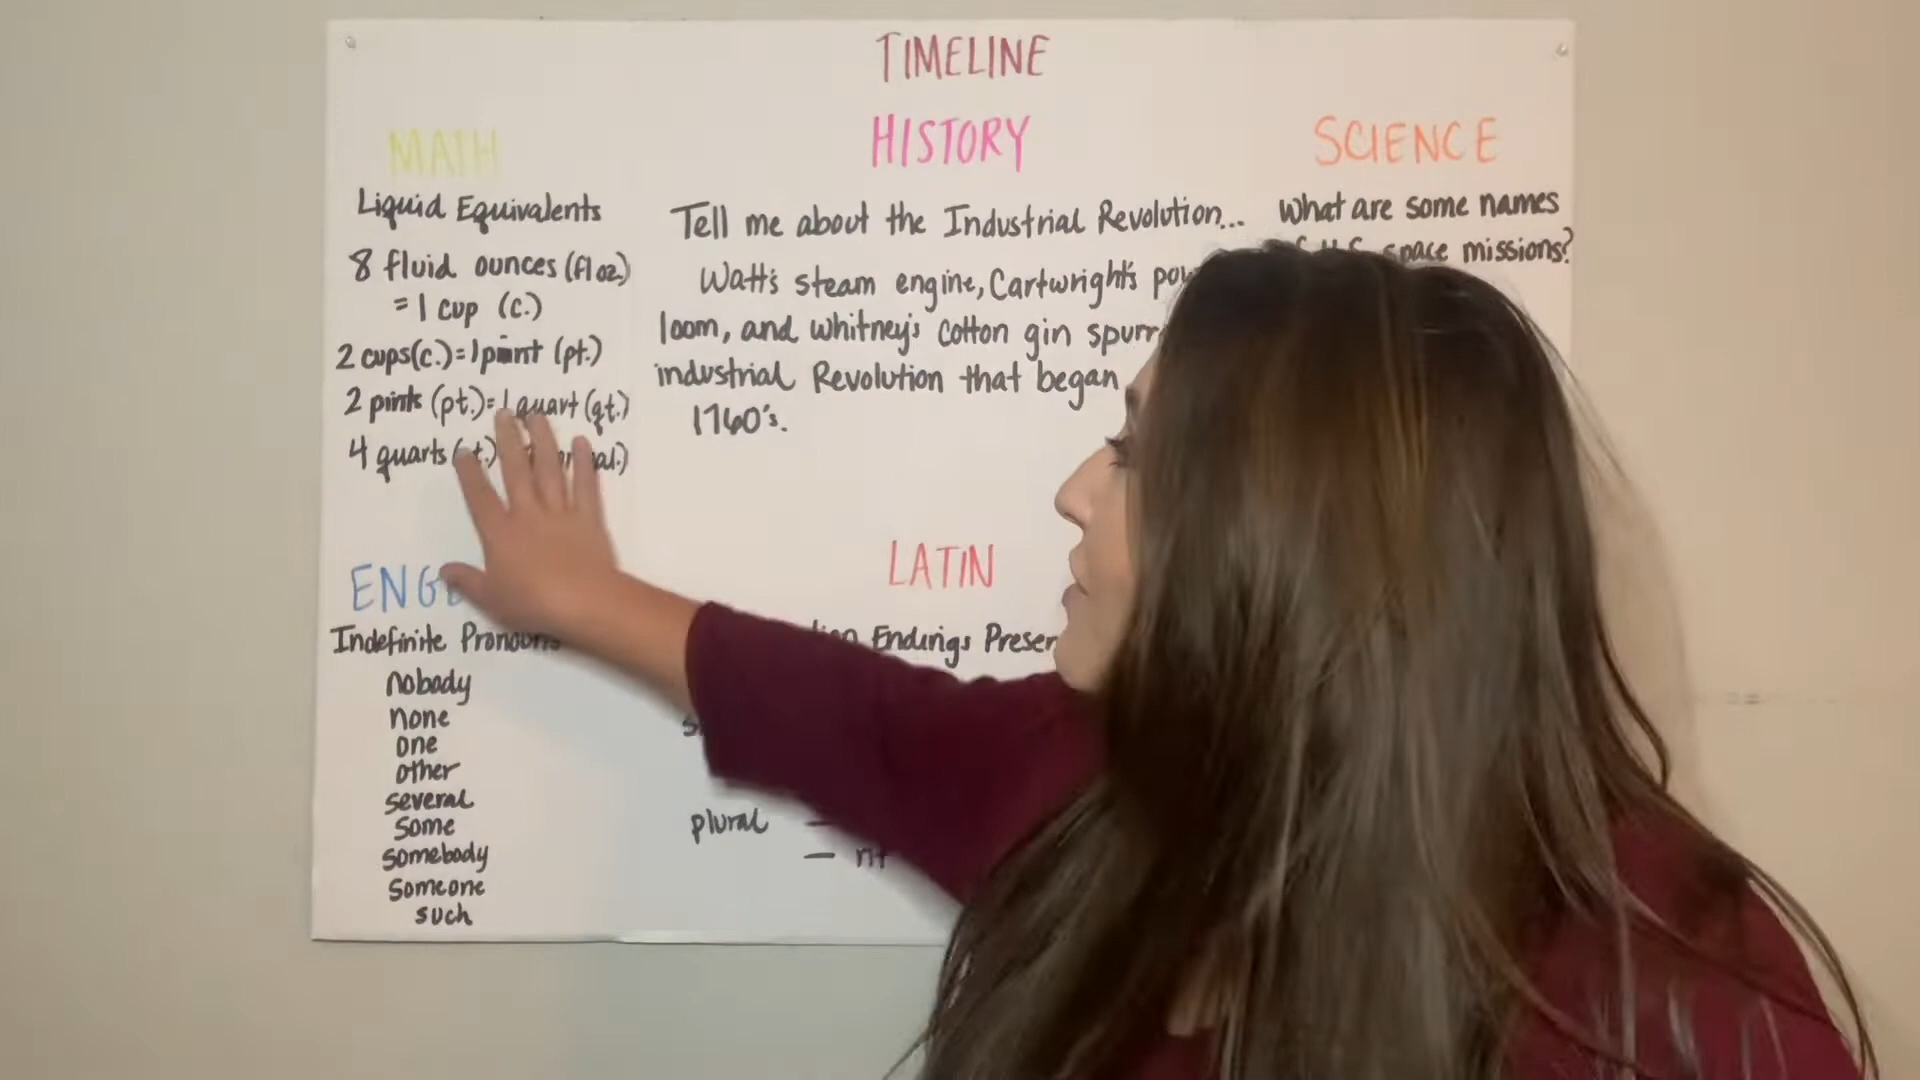 TIMELINE
MATH
Liquid Equivalents
8 fluid ounces (fl oz)
= 1 cup (c.)
2 cups(c.)=1 pint (pt.)
2 pints (pt.)=1 quart (qt.)
4 quarts
HISTORY
Tell me about the Industrial Revolution...
Watt's steam engine, Cartwright's
loom, and Whitney's cotton gin
industrial Revolution that began
1760's.
SCIENCE
What are some names
space missions?
ENG
Indefinite Pronouns
nobody
none
one
other
several
some
somebody
someone
such
LATIN
Endings
plural –
–